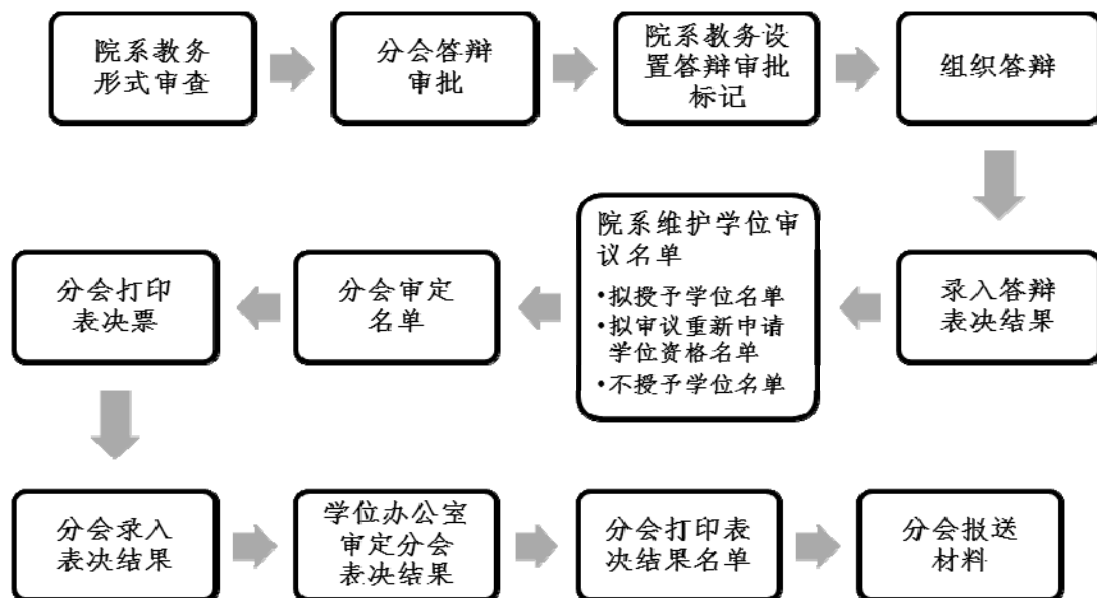 院系教务
形式审查
分会答辩
审批
院系教务设
置答辩审批
标记
组织答辩
录入答辩
表决结果
院系维护学位审
议名单
•拟授予学位名单
•拟审议重新申请
学位资格名单
•不授予学位名单
分会审定
名单
分会打印
表决票
分会录入
表决结果
学位办公室
审定分会
表决结果
分会打印表
决结果名单
分会报送
材料